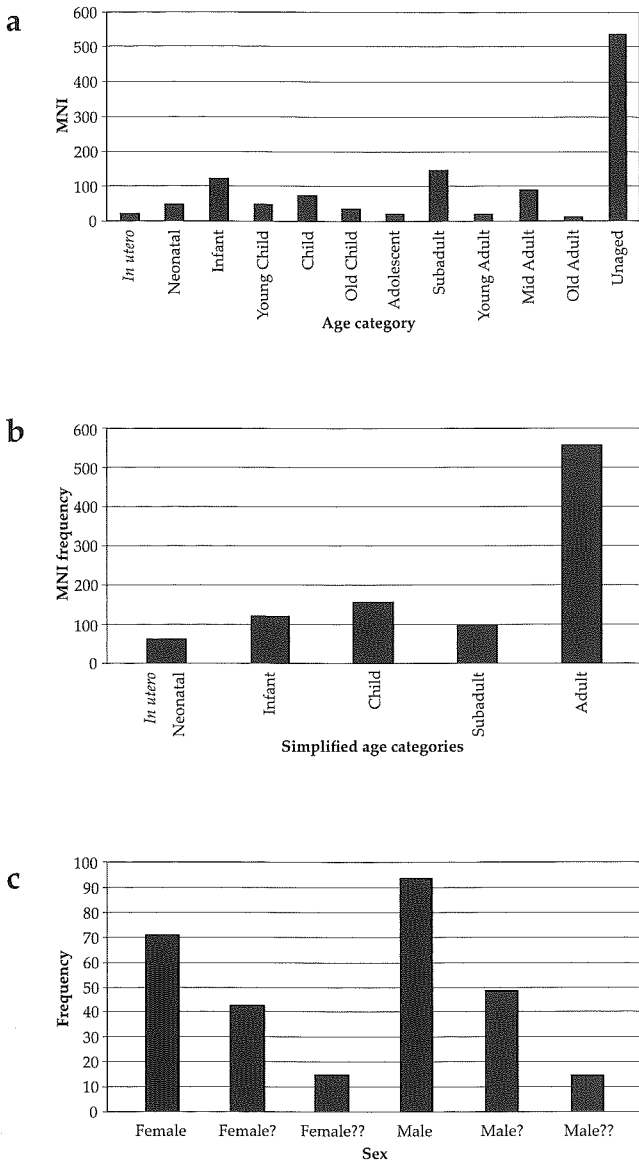 a
MNI
600
500
400
300
200
100
0
In utero
Neonatal
Infant
Young Child
Child
Old Child
Adolescent
Subadult
Young Adult
Mid Adult
Old Adult
Unaged
Age category
b
MNI frequency
600
500
400
300
200
100
0
In utero
Neonatal
Infant
Child
Subadult
Adult
Simplified age categories
c
Frequency
100
90
80
70
60
50
40
30
20
10
0
Female
Female?
Female??
Male
Male?
Male??
Sex